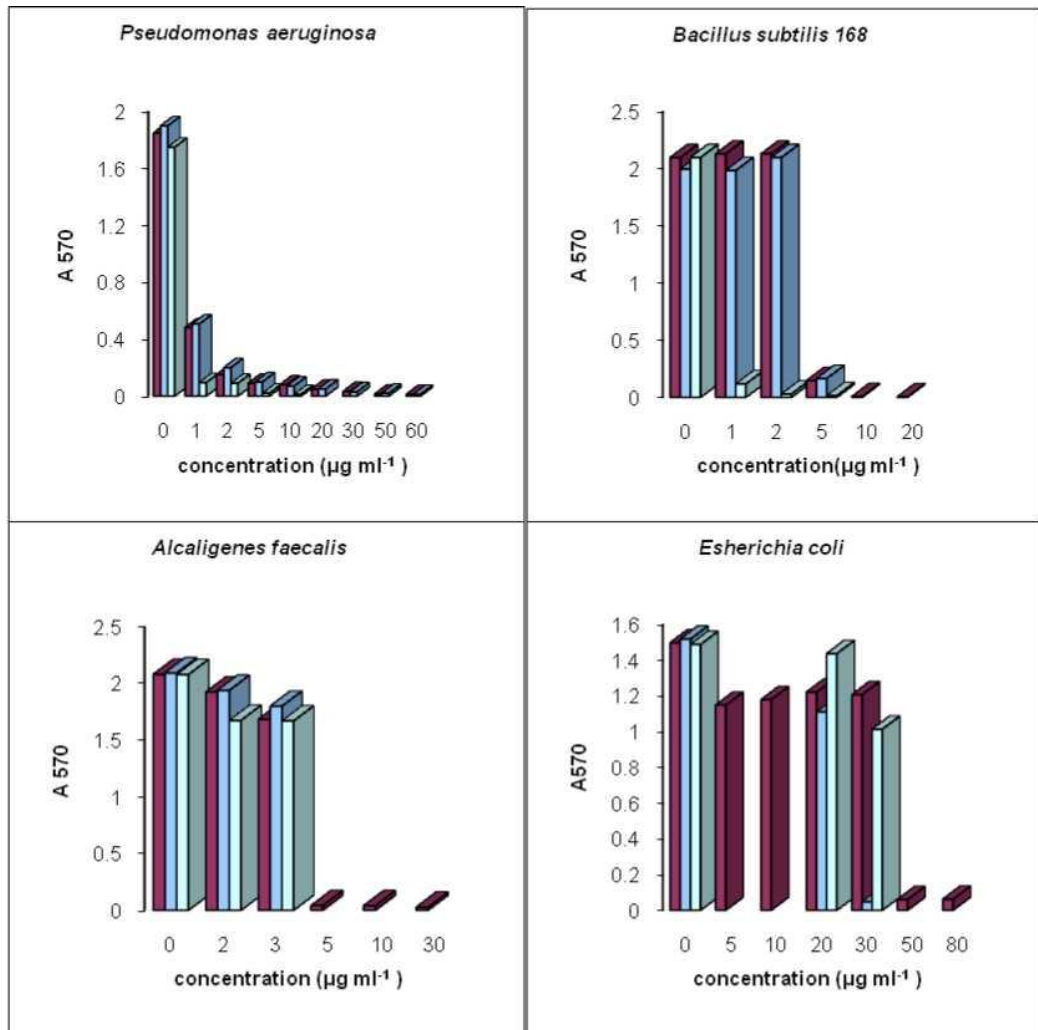 Pseudomonas aeruginosa
2
1.6
1.2
0.8
0.4
0
A 570
0 1 2 5 10 20 30 50 60
concentration (µg ml-1 )
Bacillus subtilis 168
2.5
2
1.5
1
0.5
0
A 570
0 1 2 5 10 20
concentration(µg ml-1 )
Alcaligenes faecalis
2.5
2
1.5
1
0.5
0
A 570
0 2 3 5 10 30
concentration (µg ml-1 )
Esherichia coli
1.6
1.4
1.2
1
0.8
0.6
0.4
0.2
0
A570
0 5 10 20 30 50 80
concentration (µg ml-1 )